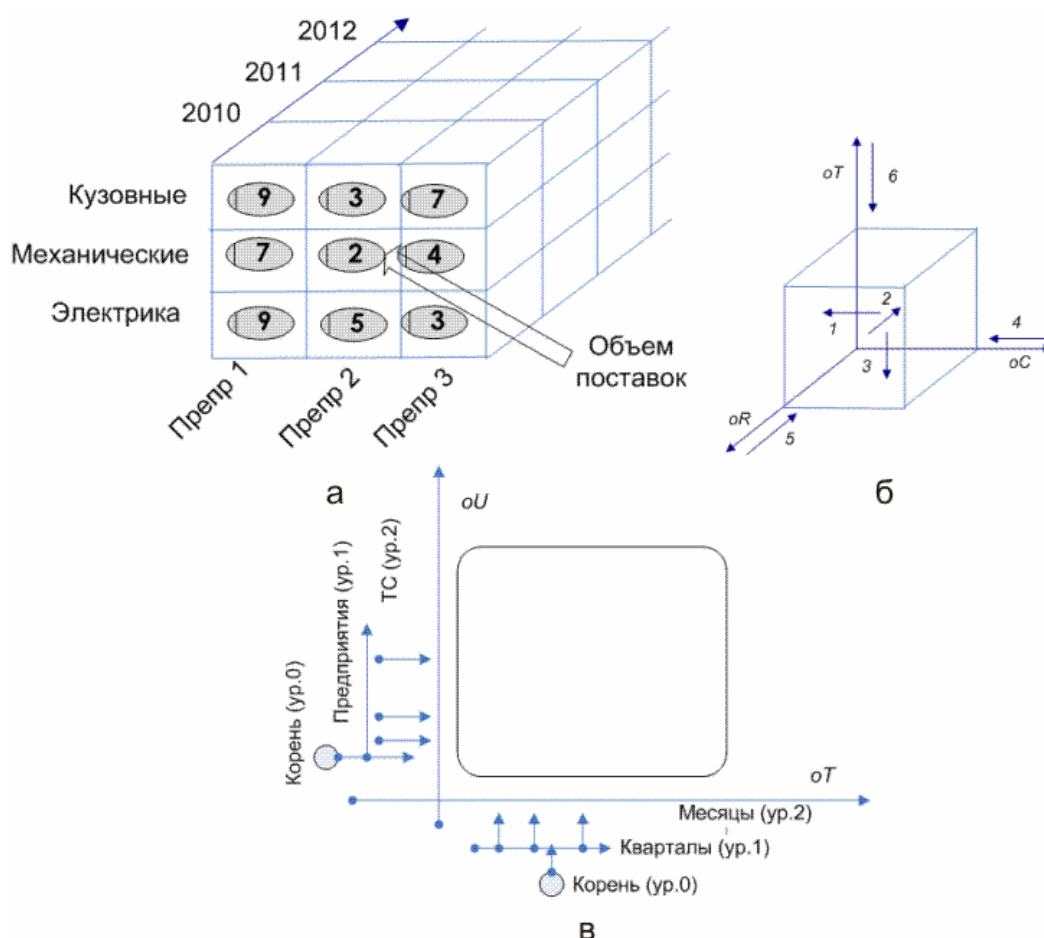 2012
2011
2010
Кузовные
9 3 7
Механические
7 2 4
Электрика
9 5 3
Объем
поставок
Препр 1
Препр 2
Препр 3
а
oT
6
2
1
4
3
oC
oR
5
б
oU
Предприятия (ур.1)
ТС (ур.2)
Корень (ур.0)
oT
Месяцы (ур.2)
Кварталы (ур.1)
Корень (ур.0)
в